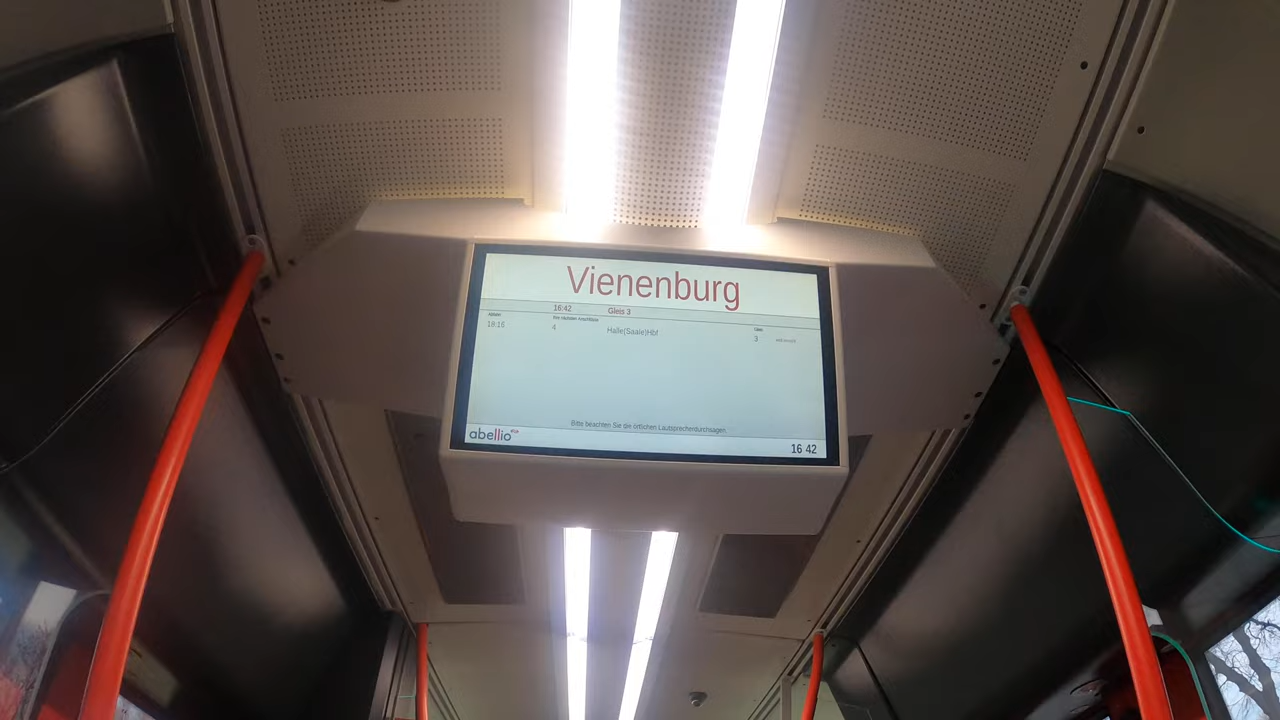 Vienenburg
16:42 Gleis 3
Abfahrt Ihre nächsten Anschlüsse Gleis
18:16 4 Halle(Saale)Hbf 3
Bitte beachten Sie die örtlichen Lautsprecherdurchsagen.
abellio 16 42